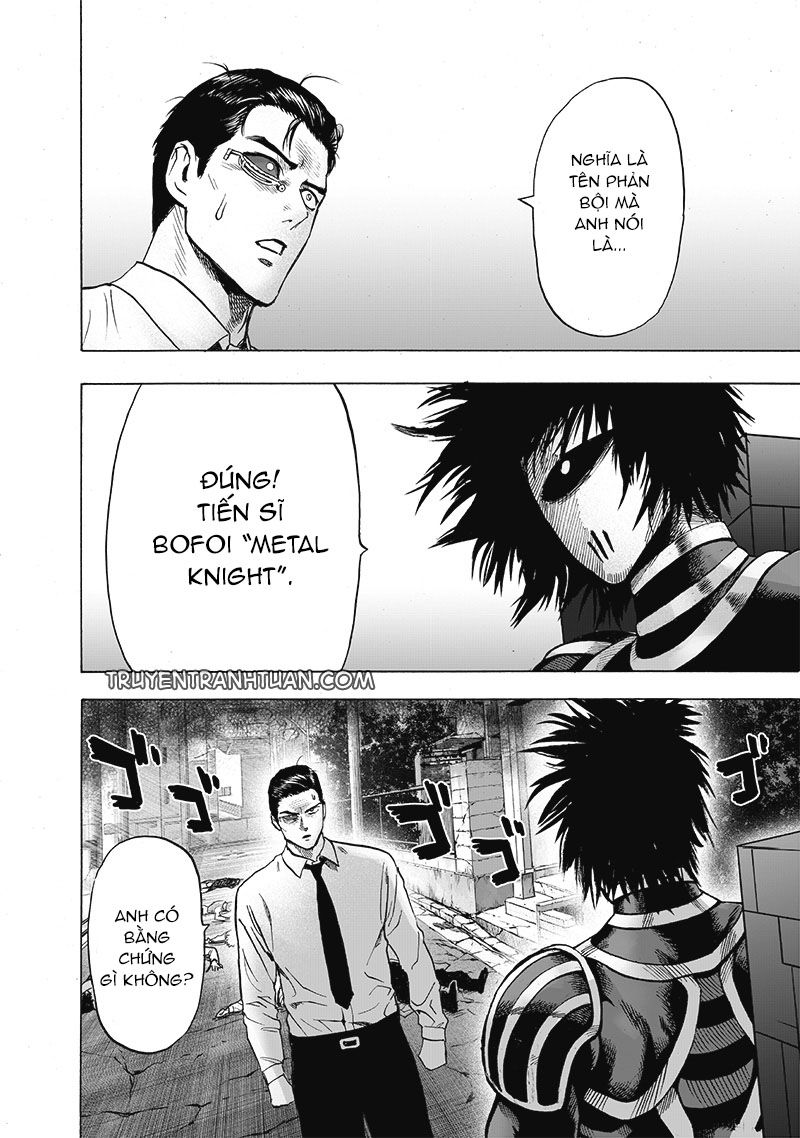 NGHĨA LÀ
TÊN PHẢN
BỘI MÀ
ANH NÓI
LÀ...
ĐÚNG!
TIẾN SĨ
BOFOI “METAL
KNIGHT”.
TRUYENTRANHTUAN.COM
ゴゴゴゴゴ
ANH CÓ
BẰNG
CHỨNG
GÌ KHÔNG?